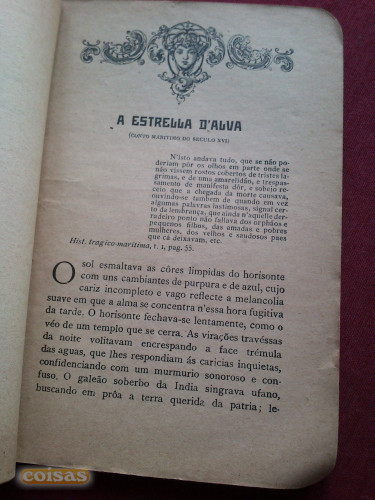 A ESTRELLA D'ALVA
(CONTO MARITIMO DO SECULO XVI)
N'isto andava tudo, que se não po-
deriam pôr os olhos em parte onde se
não vissem rostos cobertos de tristes la-
grimas, e de uma amarelidão, e trespas-
samento de manifesta dôr, e sobejo re-
ceio que a chegada da morte causava,
ouvindo-se tambem de quando em vez
algumas palavras lastimosas, signal cer-
to da lembrança, que ainda n'aquelle der-
radeiro ponto não faltava dos orphãos e
pequenos filhos, das amadas e pobres
mulheres, dos velhos e saudosos paes
que cá deixavam, etc.
Hist. tragico-maritima, t. 1, pag. 55.
O sol esmaltava as côres limpidas do horisonte
com uns cambiantes de purpura e de azul, cujo
cariz incompleto e vago reflecte a melancolia
suave em que a alma se concentra n'essa hora fugitiva
da tarde. O horisonte fechava-se lentamente, como o
véo de um templo que se cerra. As virações travéssas
da noite volitavam encrespando a face trémula
das aguas, que lhes respondiam ás caricias inquietas,
confidenciando com um murmurio sonoroso e con-
fuso. O galeão soberbo da India singrava ufano,
buscando em prôa a terra querida da patria; le-
coisas